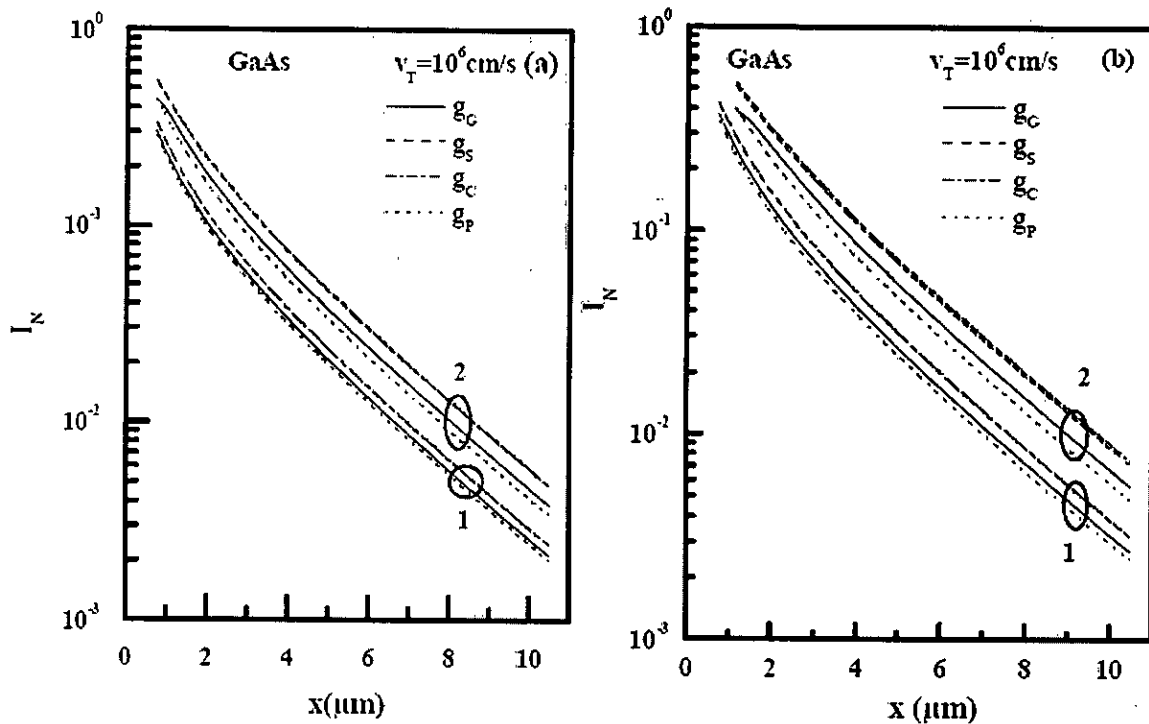 GaAs
v_T=10^6cm/s (a)
g_G
g_S
g_C
g_P
10^0
10^-1
10^-2
10^-3
I_N
2
1
0 2 4 6 8 10
x(μm)
GaAs
v_T=10^6cm/s (b)
g_G
g_S
g_C
g_P
10^0
10^-1
10^-2
10^-3
I_N
2
1
0 2 4 6 8 10
x (μm)